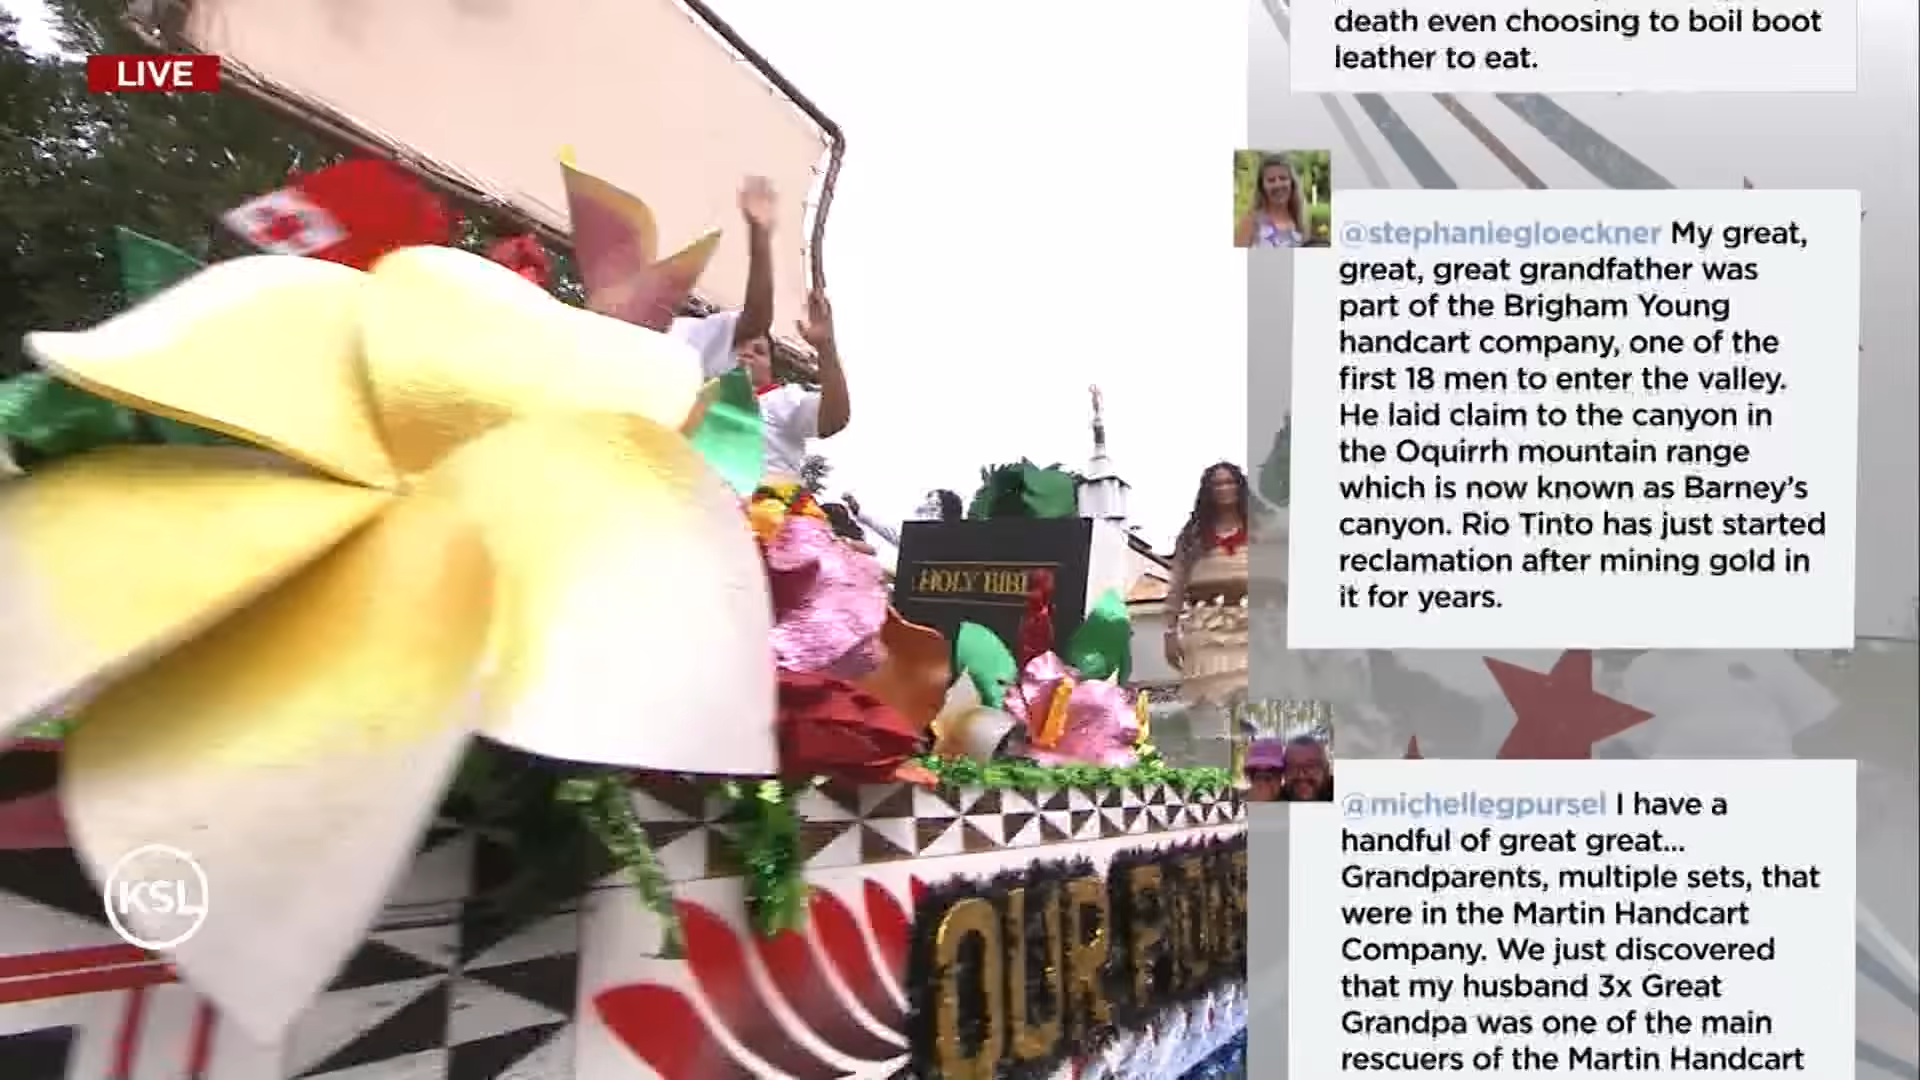 LIVE
death even choosing to boil boot
leather to eat.
@stephaniegloeckner My great,
great, great grandfather was
part of the Brigham Young
handcart company, one of the
first 18 men to enter the valley.
He laid claim to the canyon in
the Oquirrh mountain range
which is now known as Barney's
canyon. Rio Tinto has just started
reclamation after mining gold in
it for years.
@michellegpursel I have a
handful of great great...
Grandparents, multiple sets, that
were in the Martin Handcart
Company. We just discovered
that my husband 3x Great
Grandpa was one of the main
rescuers of the Martin Handcart
HOLY BIBL
OUR
KSL